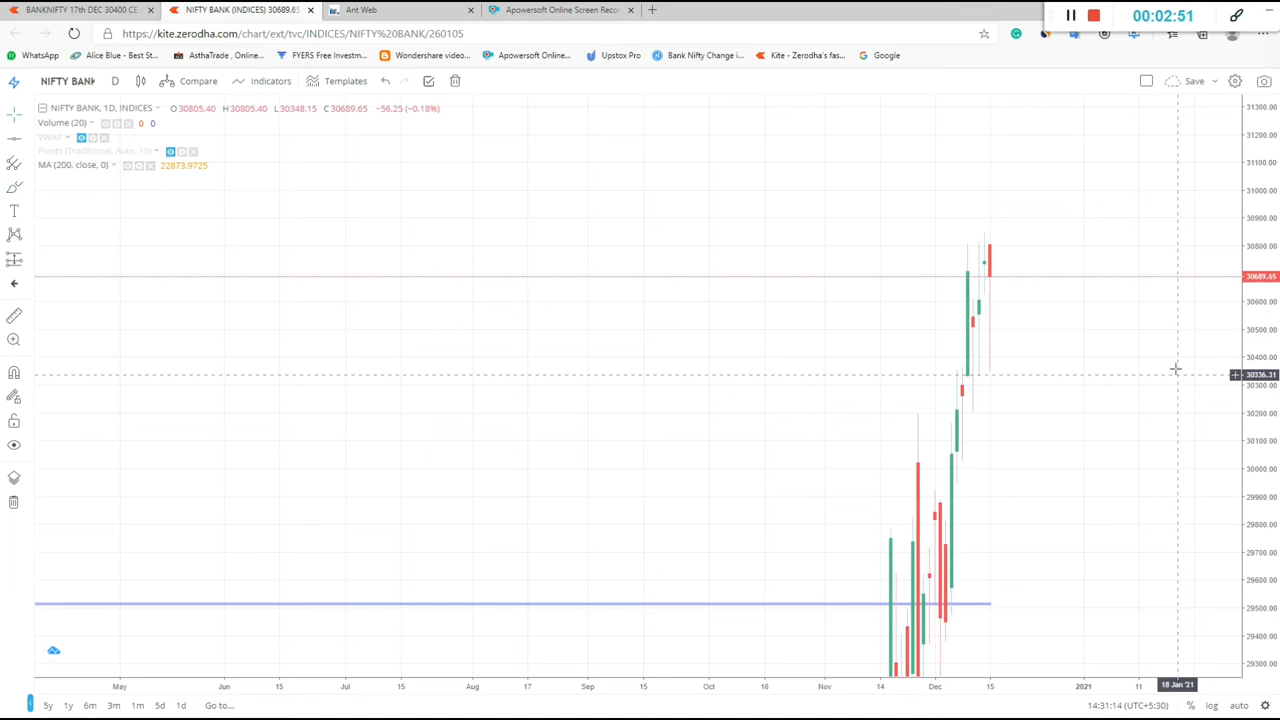 BANKNIFTY 17th DEC 30400 CE
NIFTY BANK (INDICES) 30689.65
Ant Web
Apowersoft Online Screen Reco
00:02:51
https://kite.zerodha.com/chart/ext/tvc/INDICES/NIFTY%20BANK/260105
WhatsApp
Alice Blue - Best St...
AsthaTrade , Online...
FYERS Free Investm...
Wondershare video...
Apowersoft Online...
Upstox Pro
Bank Nifty Change i...
Kite - Zerodha's fas...
Google
NIFTY BANK
D
Compare
Indicators
Templates
Save
NIFTY BANK, 1D, INDICES
O30805.40 H30805.40 L30348.15 C30689.65 −56.25 (−0.18%)
Volume (20) 0 0
VWAP
Pivots (Traditional, Auto, 15)
MA (200, close, 0) 22873.9725
31300.00
31200.00
31100.00
31000.00
30900.00
30800.00
30689.65
30600.00
30500.00
30400.00
30336.31
30300.00
30200.00
30100.00
30000.00
29900.00
29800.00
29700.00
29600.00
29500.00
29400.00
29300.00
May
Jun
15
Jul
15
Aug
17
Sep
15
Oct
16
Nov
14
Dec
15
2021
11
18 Jan '21
5y
1y
6m
3m
1m
5d
1d
Go to...
14:31:14 (UTC+5:30)
%
log
auto